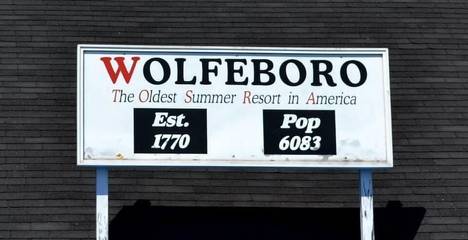 WOLFEBORO
The Oldest Summer Resort in America
Est.
1770
Pop
6083